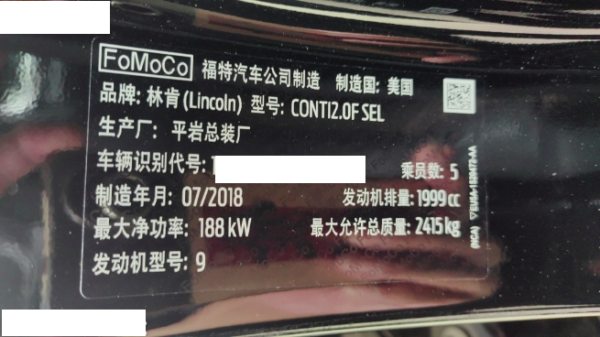 FoMoCo 福特汽车公司制造 制造国: 美国
品牌: 林肯 (Lincoln) 型号: CONTI2.0F SEL
生产厂: 平岩总装厂
车辆识别代号: 乘员数: 5
制造年月: 07/2018 发动机排量: 1999 cc
最大净功率: 188 kW 最大允许总质量: 2415 kg
发动机型号: 9
(NGA)